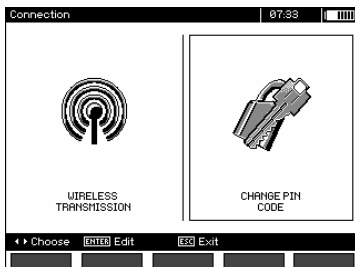 Connection 07:33
WIRELESS
TRANSMISSION
CHANGE PIN
CODE
Choose ENTER Edit ESC Exit